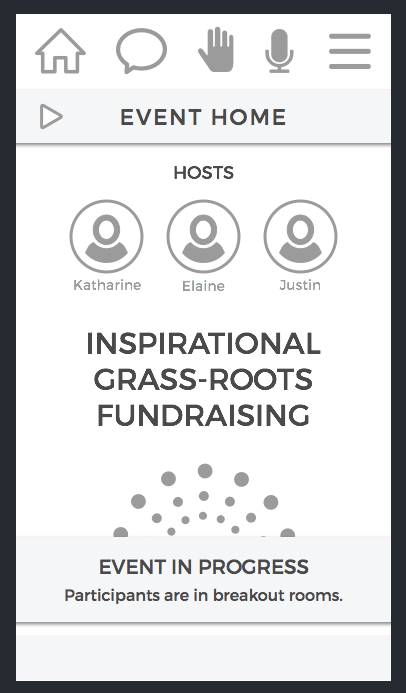 EVENT HOME
HOSTS
Katharine Elaine Justin
INSPIRATIONAL
GRASS-ROOTS
FUNDRAISING
EVENT IN PROGRESS
Participants are in breakout rooms.